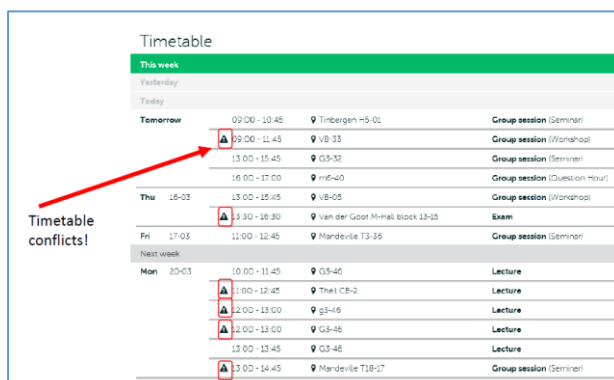 Timetable
This week
Yesterday
Today
Tomorrow 09:00 - 10:45 Tinbergen H5-01 Group session (Seminar)
09:00 - 11:45 VB-33 Group session (Workshop)
13:00 - 15:45 G3-32 Group session (Seminar)
16:00 - 17:00 m6-40 Group session (Question Hour)
Thu 16-03 13:00 - 15:45 VB-05 Group session (Workshop)
13:30 - 16:30 Van der Goot M-Hall block 13-15 Exam
Fri 17-03 11:00 - 12:45 Mandeville T3-36 Group session (Seminar)
Next week
Mon 20-03 10:00 - 11:45 G3-46 Lecture
11:00 - 12:45 Theil CB-2 Lecture
12:00 - 13:00 g3-46 Lecture
12:00 - 13:00 G3-46 Lecture
13:00 - 13:45 G3-46 Lecture
13:00 - 14:45 Mandeville T18-17 Group session (Seminar)
Timetable
conflicts!